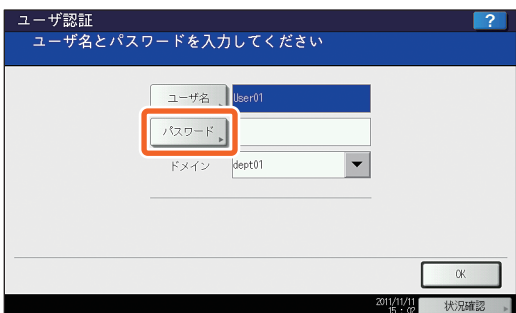 ユーザ認証
?
ユーザ名とパスワードを入力してください
ユーザ名 User01
パスワード
ドメイン dept01
OK
2011/11/11
15：02
状況確認